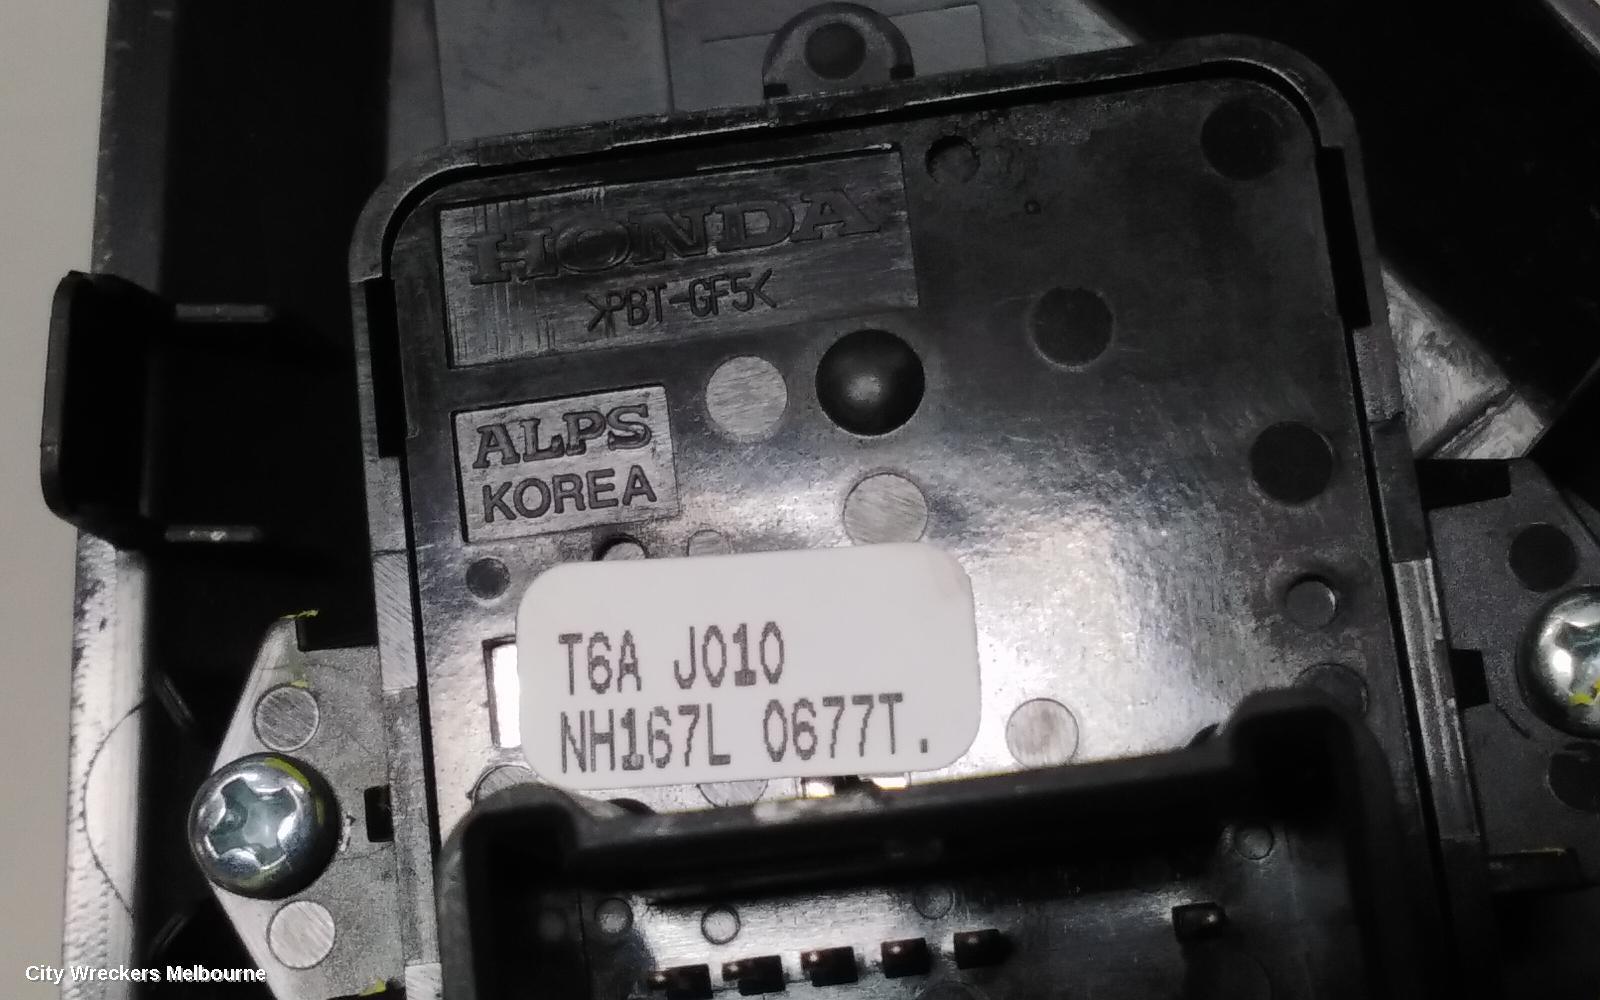 HONDA
>PBT-GF5<
ALPS
KOREA
T6A J010
NH167L 0677T.
City Wreckers Melbourne